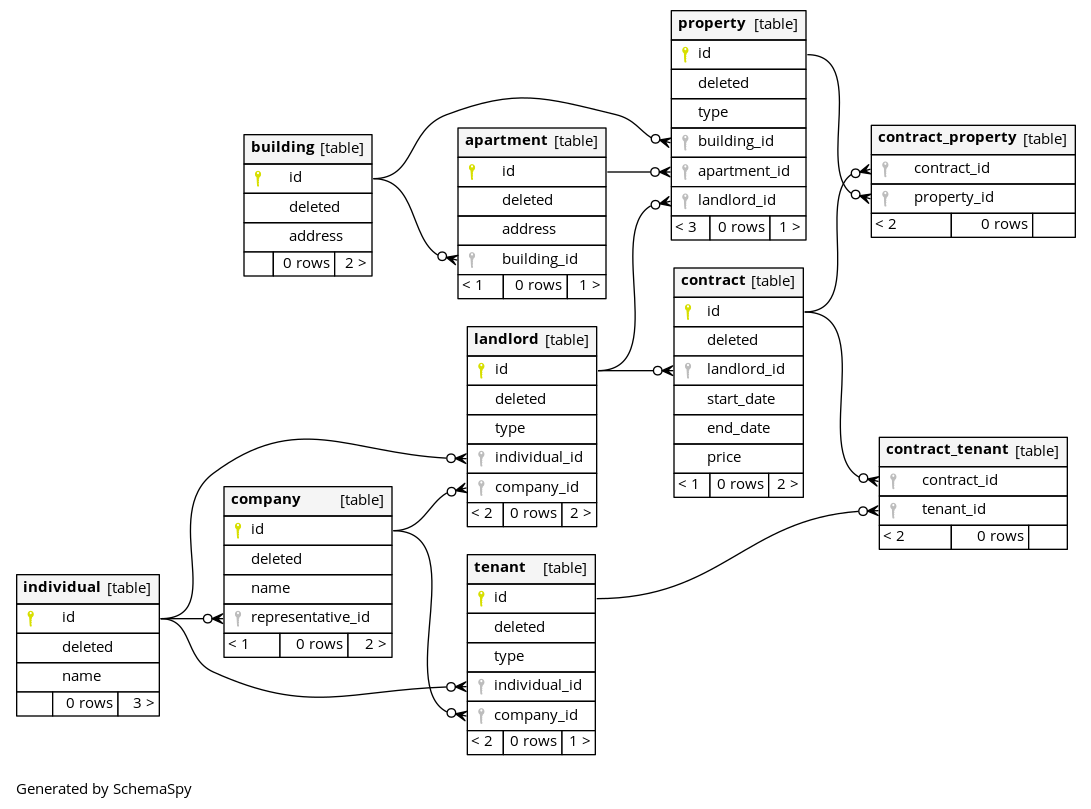 property [table]
id
deleted
type
building_id
apartment_id
landlord_id
< 3 0 rows 1 >
building [table]
id
deleted
address
0 rows 2 >
apartment [table]
id
deleted
address
building_id
< 1 0 rows 1 >
contract_property [table]
contract_id
property_id
< 2 0 rows
contract [table]
id
deleted
landlord_id
start_date
end_date
price
< 1 0 rows 2 >
landlord [table]
id
deleted
type
individual_id
company_id
< 2 0 rows 2 >
contract_tenant [table]
contract_id
tenant_id
< 2 0 rows
company [table]
id
deleted
name
representative_id
< 1 0 rows 2 >
individual [table]
id
deleted
name
0 rows 3 >
tenant [table]
id
deleted
type
individual_id
company_id
< 2 0 rows 1 >
Generated by SchemaSpy